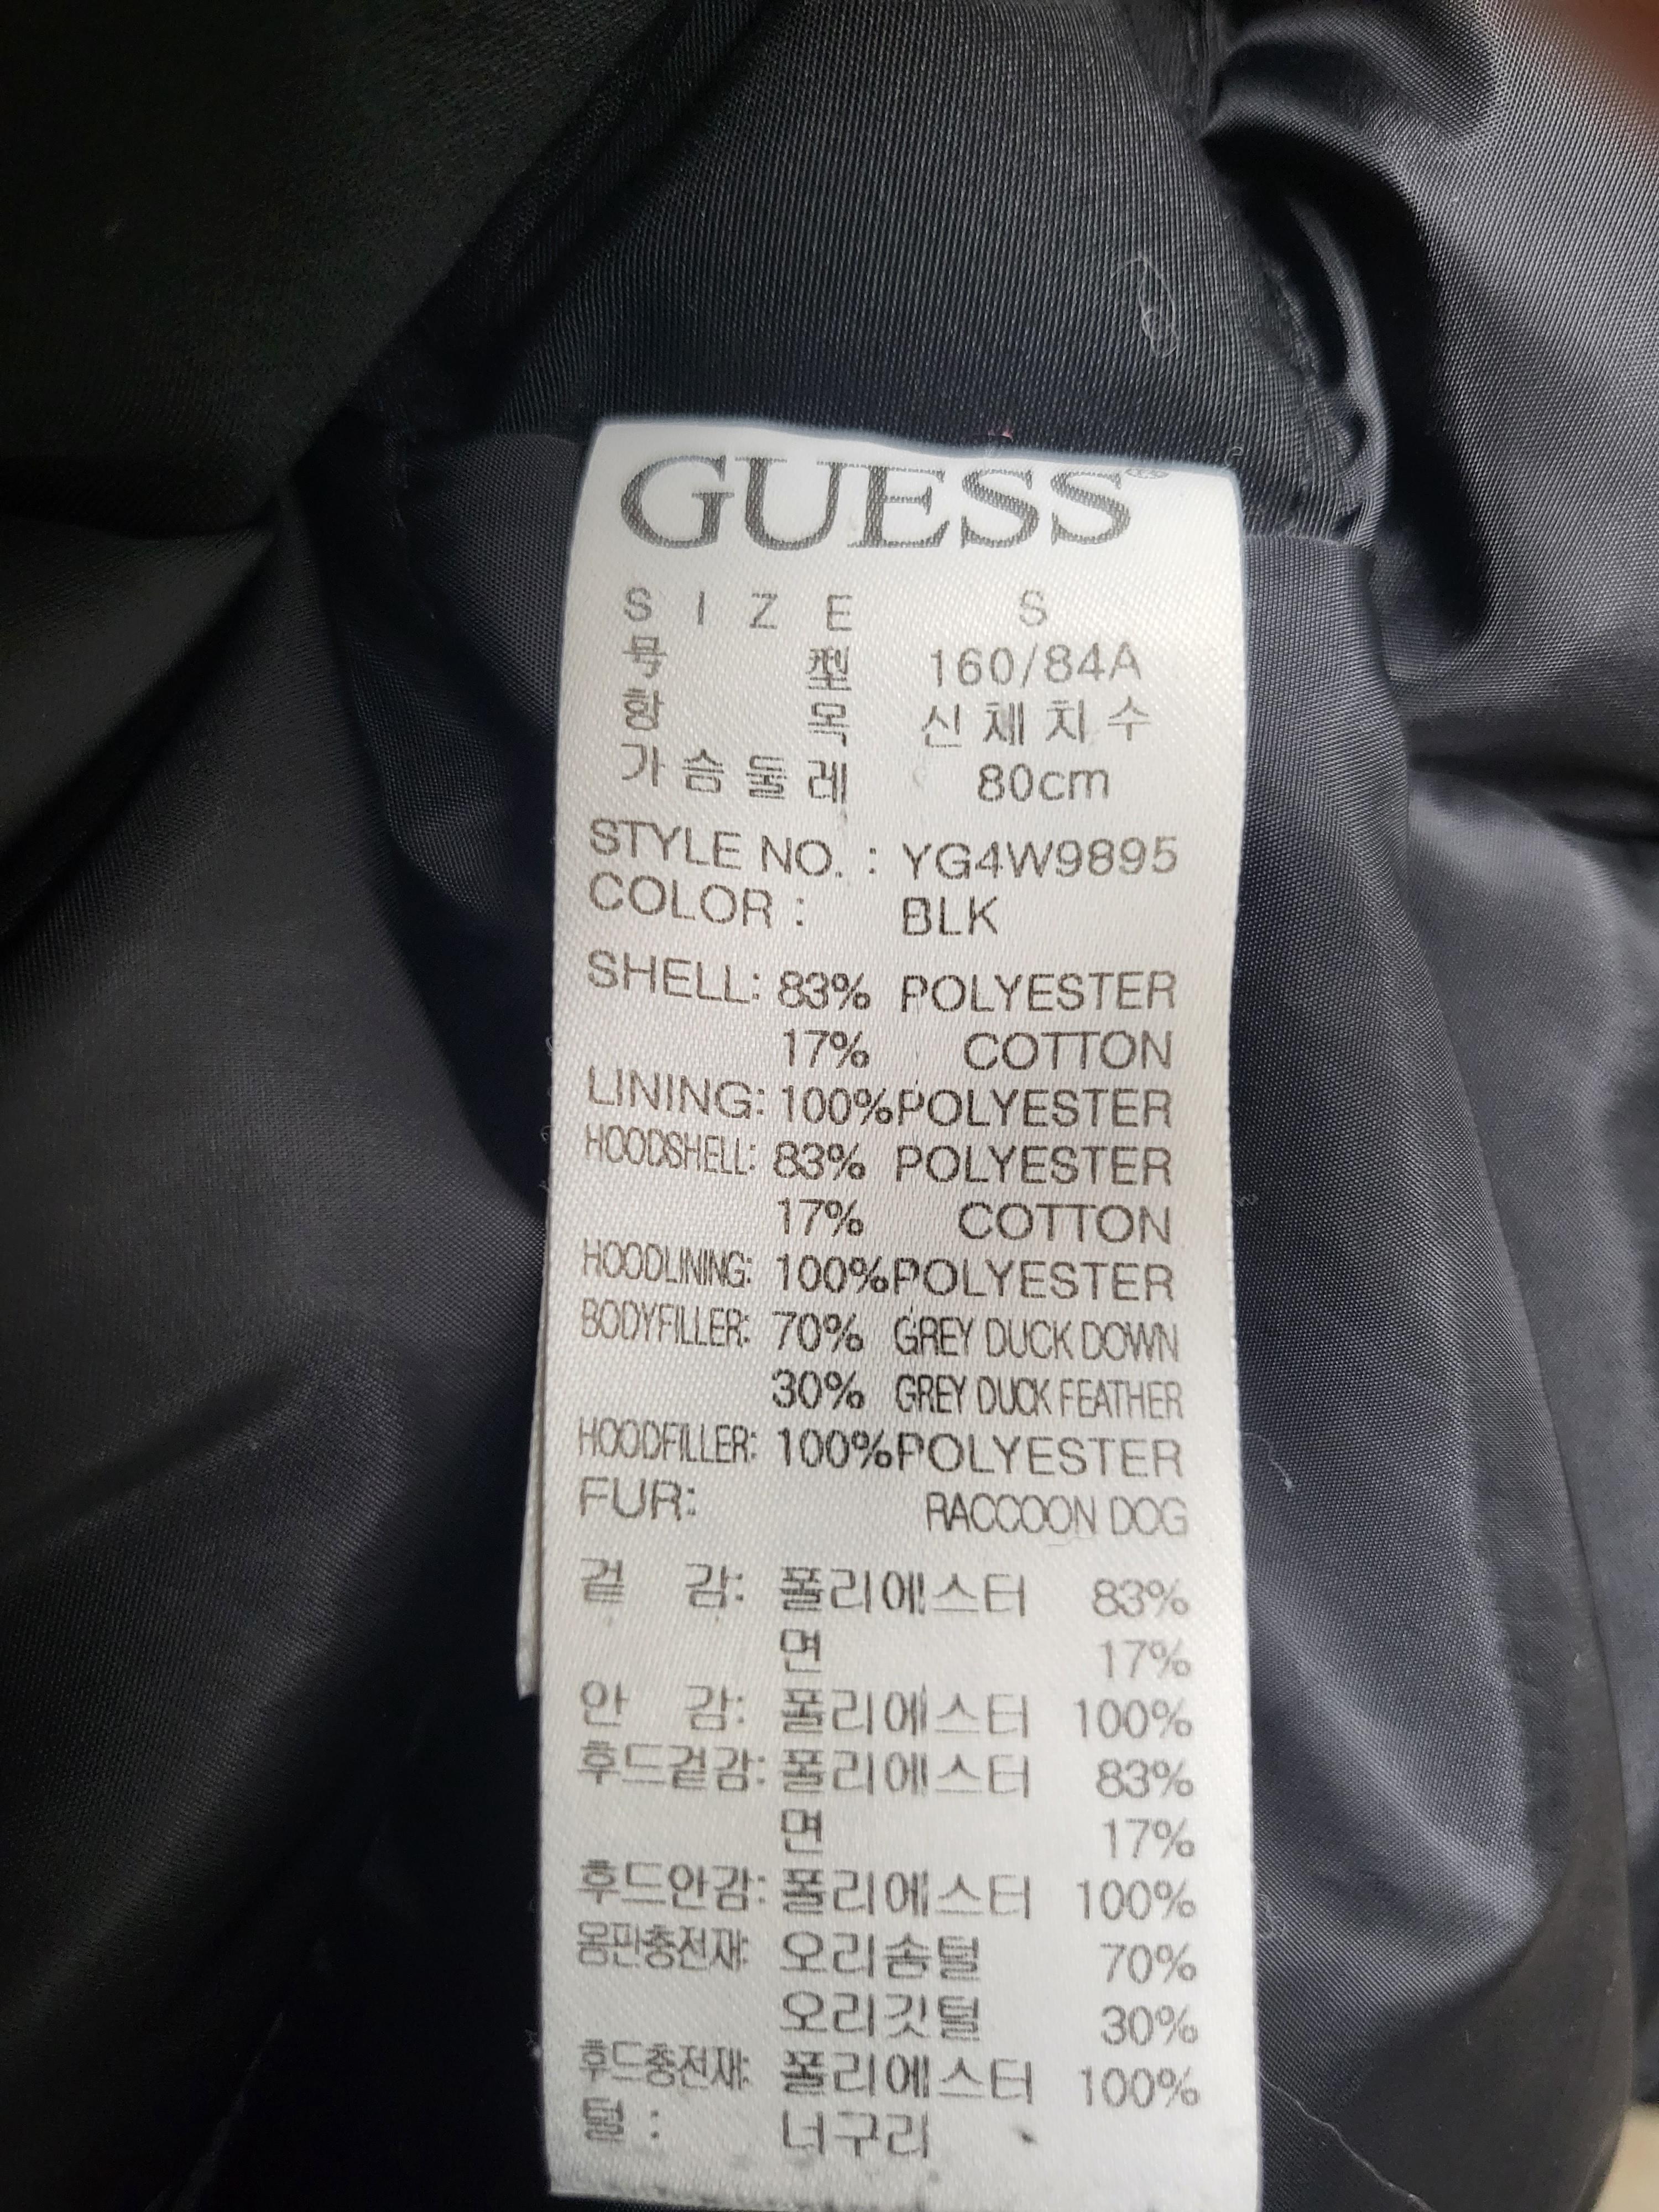 GUESS
SIZE S
号 型 160/84A
항 목 신체치수
가슴둘레 80cm
STYLE NO. : YG4W9895
COLOR : BLK
SHELL: 83% POLYESTER
17% COTTON
LINING: 100%POLYESTER
HOODSHELL: 83% POLYESTER
17% COTTON
HOODLINING: 100%POLYESTER
BODYFILLER: 70% GREY DUCK DOWN
30% GREY DUCK FEATHER
HOODFILLER: 100%POLYESTER
FUR: RACCOON DOG
겉 감: 폴리에스터 83%
면 17%
안 감: 폴리에스터 100%
후드겉감: 폴리에스터 83%
면 17%
후드안감: 폴리에스터 100%
몸판충전재: 오리솜털 70%
오리깃털 30%
후드충전재: 폴리에스터 100%
털 : 너구리